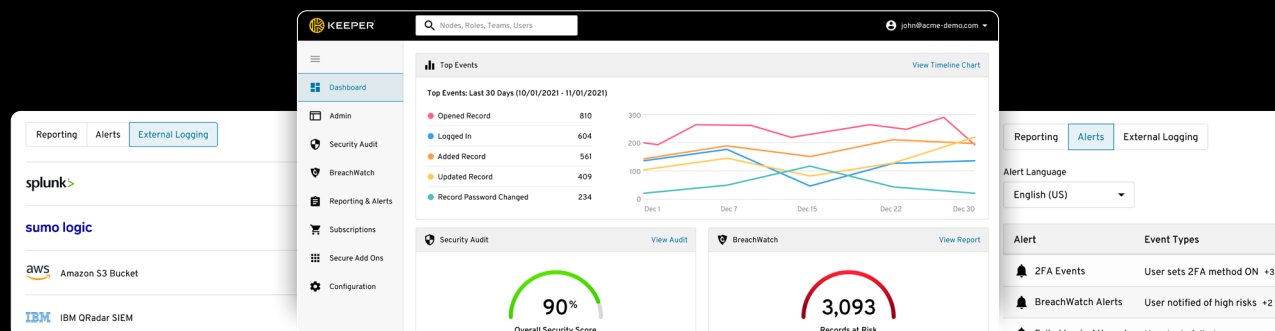 KEEPER
Nodes, Roles, Teams, Users
john@acme-demo.com
Dashboard
Admin
Security Audit
BreachWatch
Reporting & Alerts
Subscriptions
Secure Add Ons
Configuration
Top Events
View Timeline Chart
Top Events: Last 30 Days (10/01/2021 - 11/01/2021)
Opened Record 810
Logged In 604
Added Record 561
Updated Record 409
Record Password Changed 234
300
200
100
0
Dec 1 Dec 7 Dec 15 Dec 22 Dec 30
Security Audit View Audit
90%
Overall Security Score
BreachWatch View Report
3,093
Records at Risk
Reporting Alerts External Logging
splunk>
sumo logic
aws Amazon S3 Bucket
IBM IBM QRadar SIEM
Reporting Alerts External Logging
Alert Language
English (US)
Alert Event Types
2FA Events User sets 2FA method ON +3
BreachWatch Alerts User notified of high risks +2